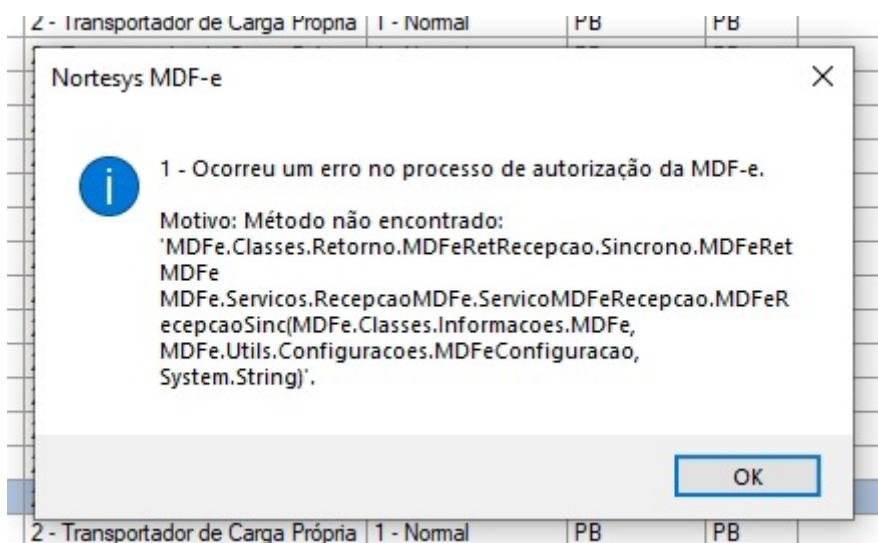 2 - Transportador de Carga Própria 1 - Normal PB PB
Nortesys MDF-e
1 - Ocorreu um erro no processo de autorização da MDF-e.
Motivo: Método não encontrado:
'MDFe.Classes.Retorno.MDFeRetRecepcao.Sincrono.MDFeRet
MDFe
MDFe.Servicos.RecepcaoMDFe.ServicoMDFeRecepcao.MDFeR
ecepcaoSinc(MDFe.Classes.Informacoes.MDFe,
MDFe.Utils.Configuracoes.MDFeConfiguracao,
System.String)'.
OK
2 - Transportador de Carga Própria 1 - Normal PB PB